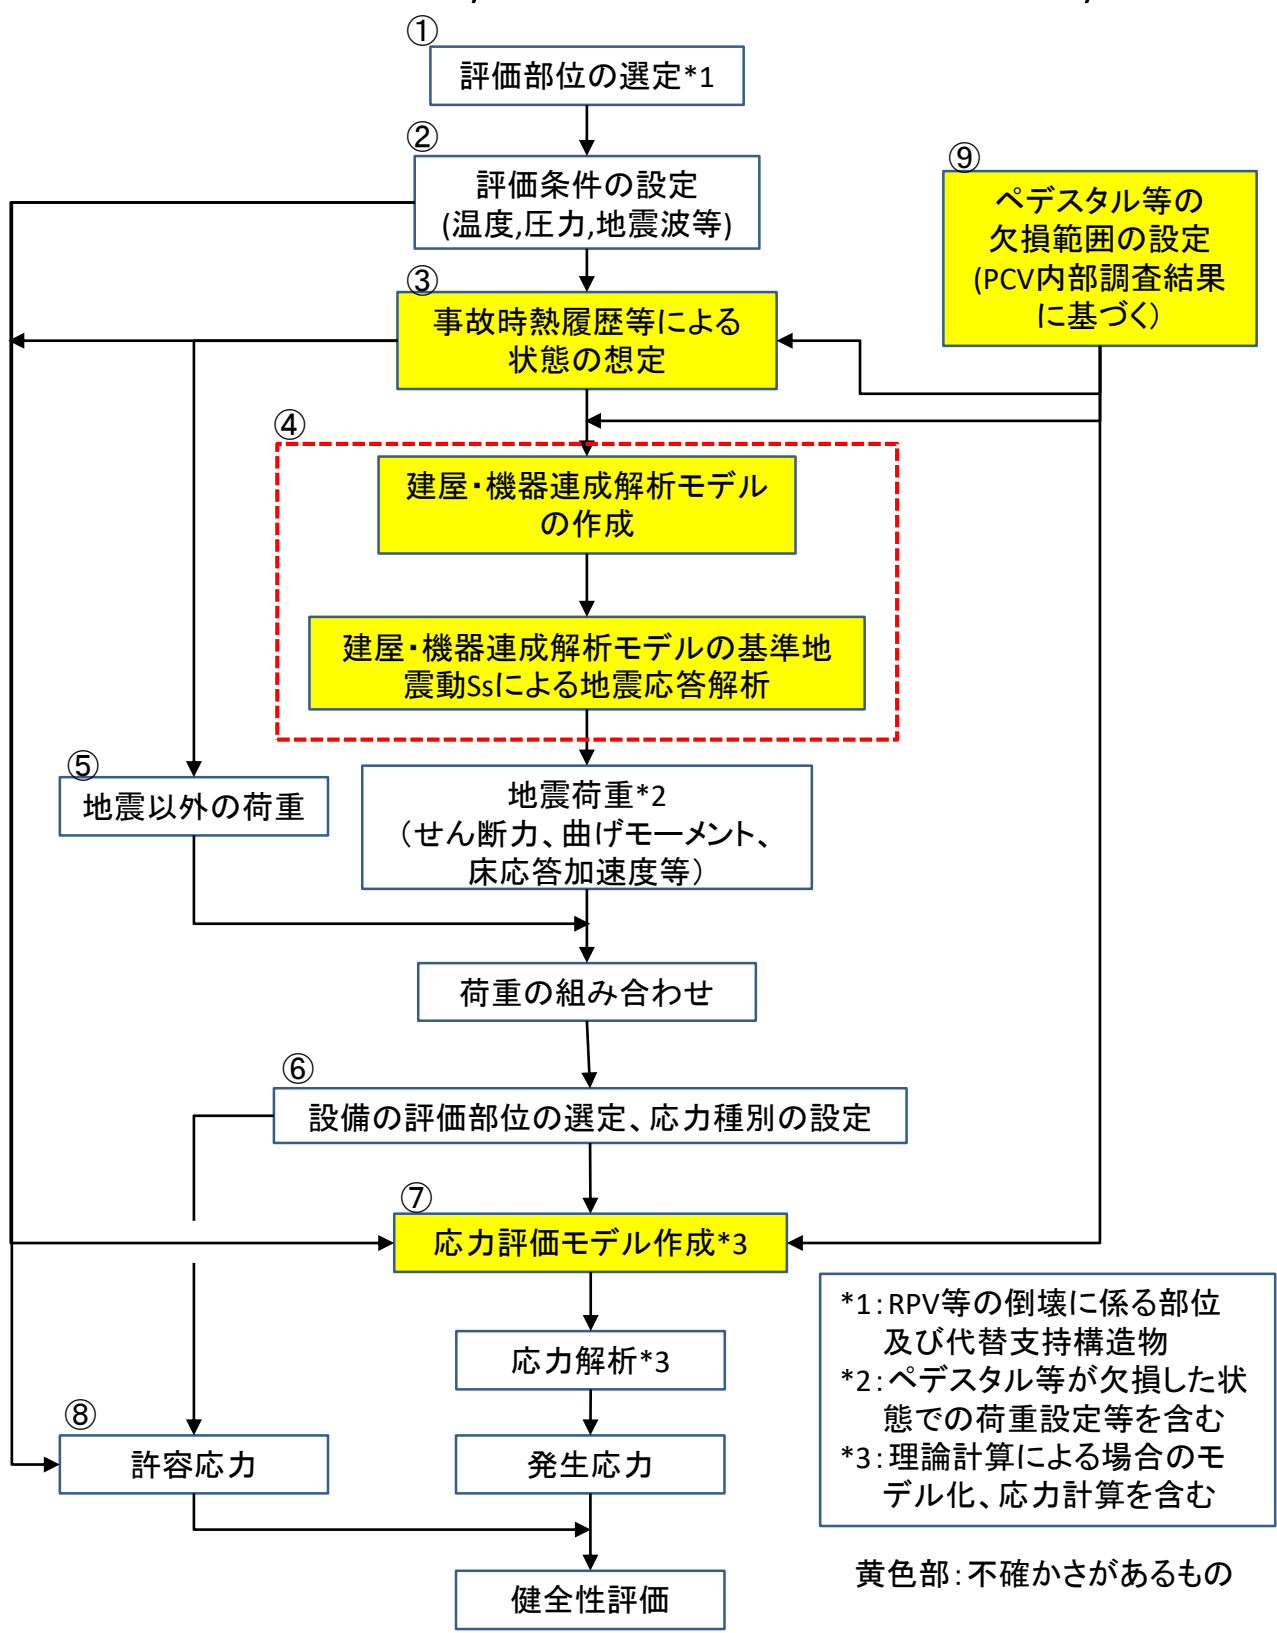 ①
評価部位の選定*1
②
評価条件の設定
(温度,圧力,地震波等)
⑨
ペデスタル等の
欠損範囲の設定
(PCV内部調査結果
に基づく)
③
事故時熱履歴等による
状態の想定
④
建屋・機器連成解析モデル
の作成
建屋・機器連成解析モデルの基準地
震動Ssによる地震応答解析
⑤
地震以外の荷重
地震荷重*2
（せん断力、曲げモーメント、
床応答加速度等）
荷重の組み合わせ
⑥
設備の評価部位の選定、応力種別の設定
⑦
応力評価モデル作成*3
応力解析*3
⑧
許容応力
発生応力
健全性評価
*1：RPV等の倒壊に係る部位
及び代替支持構造物
*2：ペデスタル等が欠損した状
態での荷重設定等を含む
*3：理論計算による場合のモ
デル化、応力計算を含む
黄色部：不確かさがあるもの